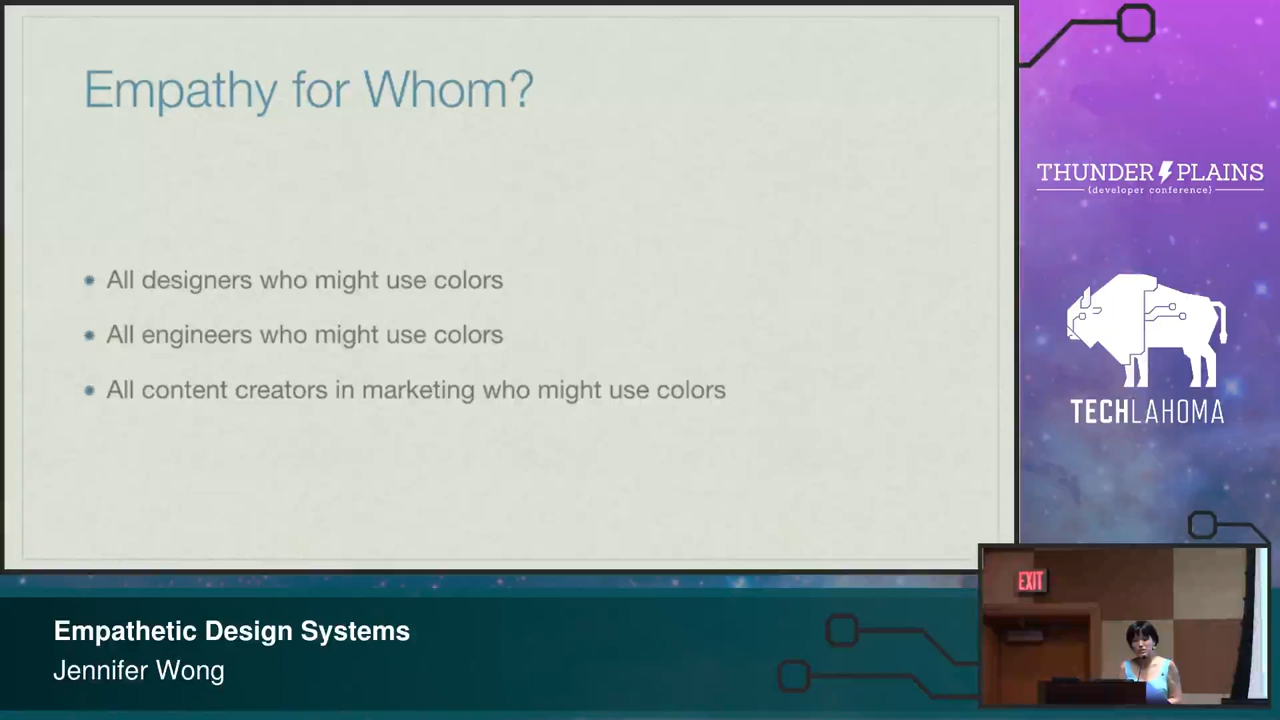 Empathy for Whom?
All designers who might use colors
All engineers who might use colors
All content creators in marketing who might use colors
THUNDER PLAINS
{developer conference}
TECHLAHOMA
EXIT
Empathetic Design Systems
Jennifer Wong